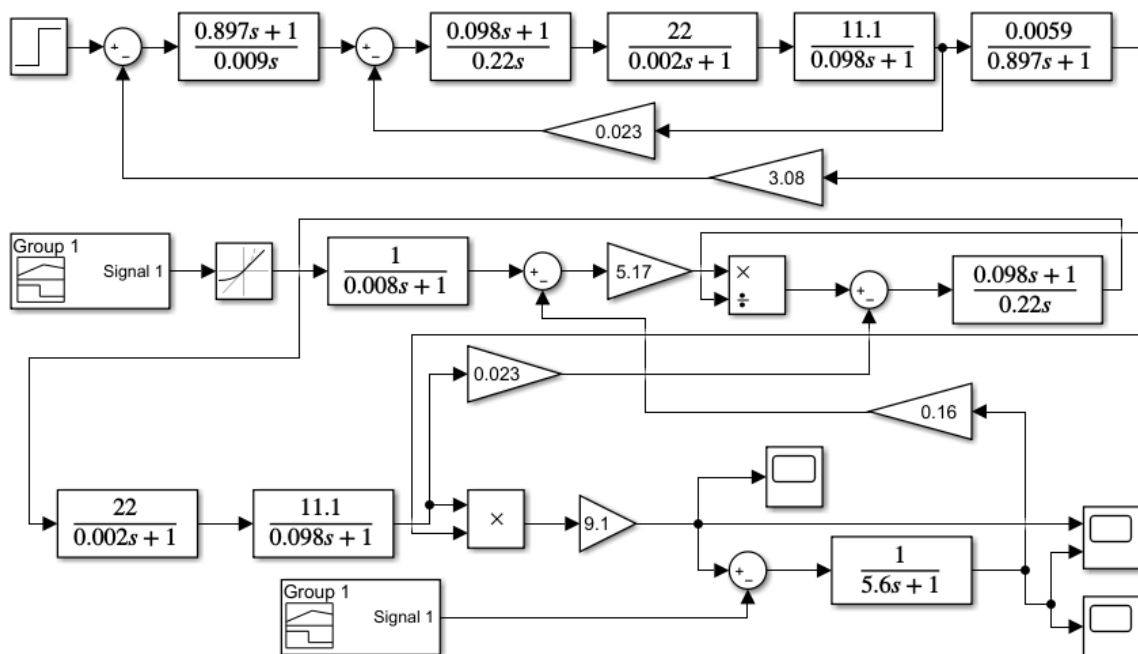 + −
0.897s + 1
0.009s
+ −
0.098s + 1
0.22s
22
0.002s + 1
11.1
0.098s + 1
0.0059
0.897s + 1
0.023
3.08
Group 1
Signal 1
1
0.008s + 1
+ −
5.17
×
÷
+ −
0.098s + 1
0.22s
0.023
0.16
22
0.002s + 1
11.1
0.098s + 1
×
9.1
+ −
1
5.6s + 1
Group 1
Signal 1